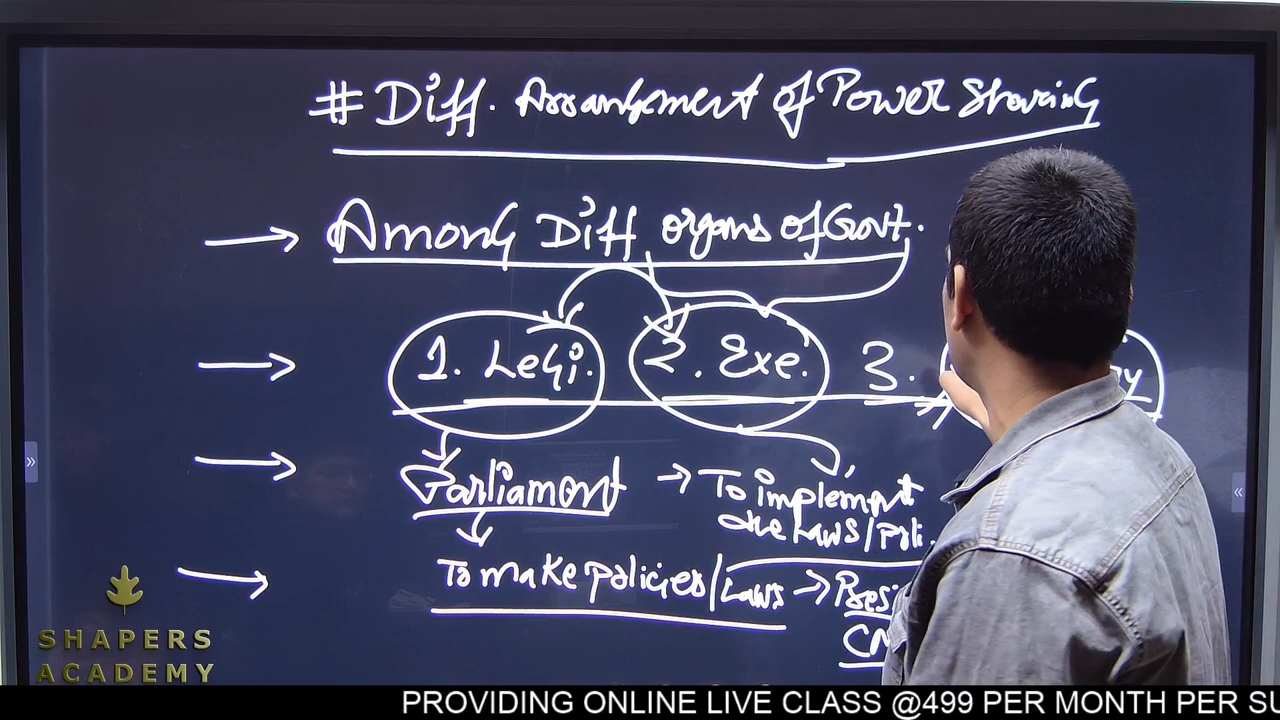 # Diff. Arrangement of Power Sharing
→ Among Diff organs of Govt.
→ 1. Legi. 2. Exe. 3.
→ Parliament → To implement
the Laws/Poli.
→ To make policies/Laws →
SHAPERS
ACADEMY
PROVIDING ONLINE LIVE CLASS @499 PER MONTH PER SU